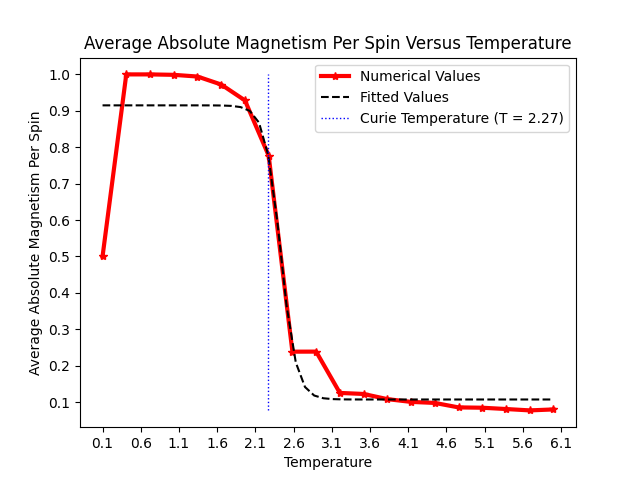 Average Absolute Magnetism Per Spin Versus Temperature
Numerical Values
Fitted Values
Curie Temperature (T = 2.27)
Average Absolute Magnetism Per Spin
1.0
0.9
0.8
0.7
0.6
0.5
0.4
0.3
0.2
0.1
0.1 0.6 1.1 1.6 2.1 2.6 3.1 3.6 4.1 4.6 5.1 5.6 6.1
Temperature